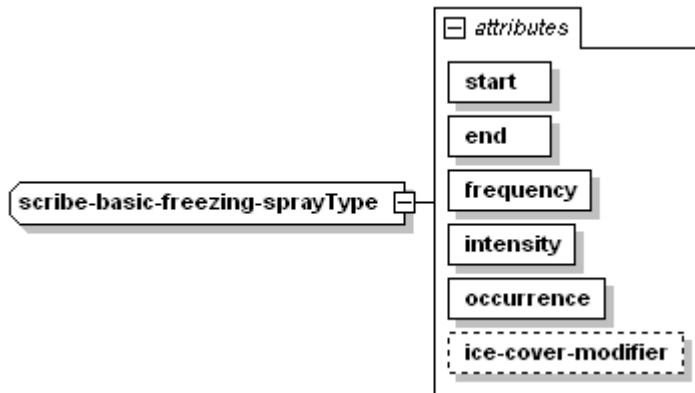 attributes
start
end
scribe-basic-freezing-sprayType
frequency
intensity
occurrence
ice-cover-modifier